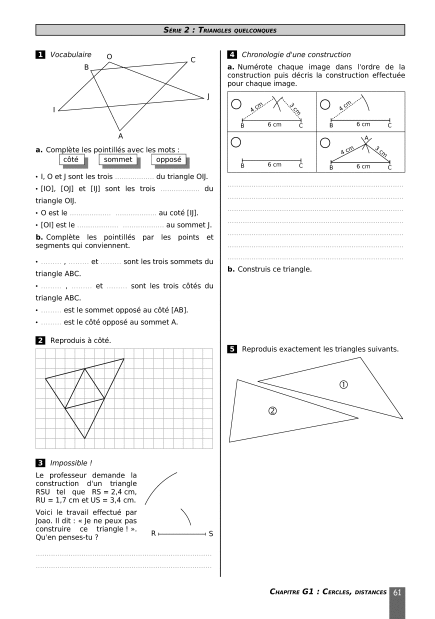 SÉRIE 2 : TRIANGLES QUELCONQUES
1 Vocabulaire
O
B
C
J
I
A
a. Complète les pointillés avec les mots :
côté sommet opposé
• I, O et J sont les trois ................ du triangle OIJ.
• [IO], [OJ] et [IJ] sont les trois ................ du
triangle OIJ.
• O est le ................ ................ au coté [IJ].
• [OI] est le ................ ................ au sommet J.
b. Complète les pointillés par les points et
segments qui conviennent.
• ........ , ........ et ........ sont les trois sommets du
triangle ABC.
• ........ , ........ et ........ sont les trois côtés du
triangle ABC.
• ........ est le sommet opposé au côté [AB].
• ........ est le côté opposé au sommet A.
2 Reproduis à côté.
3 Impossible !
Le professeur demande la
construction d'un triangle
RSU tel que RS = 2,4 cm,
RU = 1,7 cm et US = 3,4 cm.
Voici le travail effectué par
Joao. Il dit : « Je ne peux pas
construire ce triangle ! ».
Qu'en penses-tu ?
R S
4 Chronologie d'une construction
a. Numérote chaque image dans l'ordre de la
construction puis décris la construction effectuée
pour chaque image.
4 cm 3 cm
B 6 cm C
4 cm
B 6 cm C
B 6 cm C
A
4 cm 3 cm
B 6 cm C
b. Construis ce triangle.
5 Reproduis exactement les triangles suivants.
①
②
CHAPITRE G1 : CERCLES, DISTANCES 61